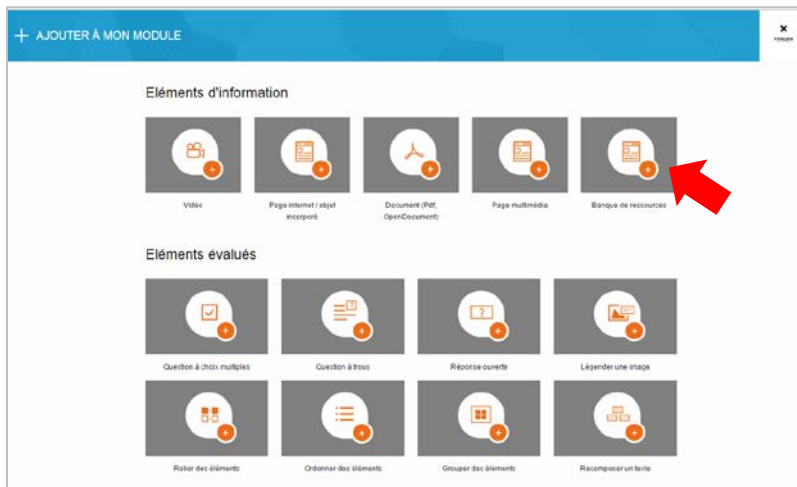 + AJOUTER À MON MODULE
×
FERMER
Eléments d'information
Vidéo
Page internet / objet
incorporé
Document (Pdf,
OpenDocument)
Page multimédia
Banque de ressources
Eléments évalués
Question à choix multiples
Question à trous
Réponse ouverte
Légender une image
Relier des éléments
Ordonner des éléments
Grouper des éléments
Recomposer un texte